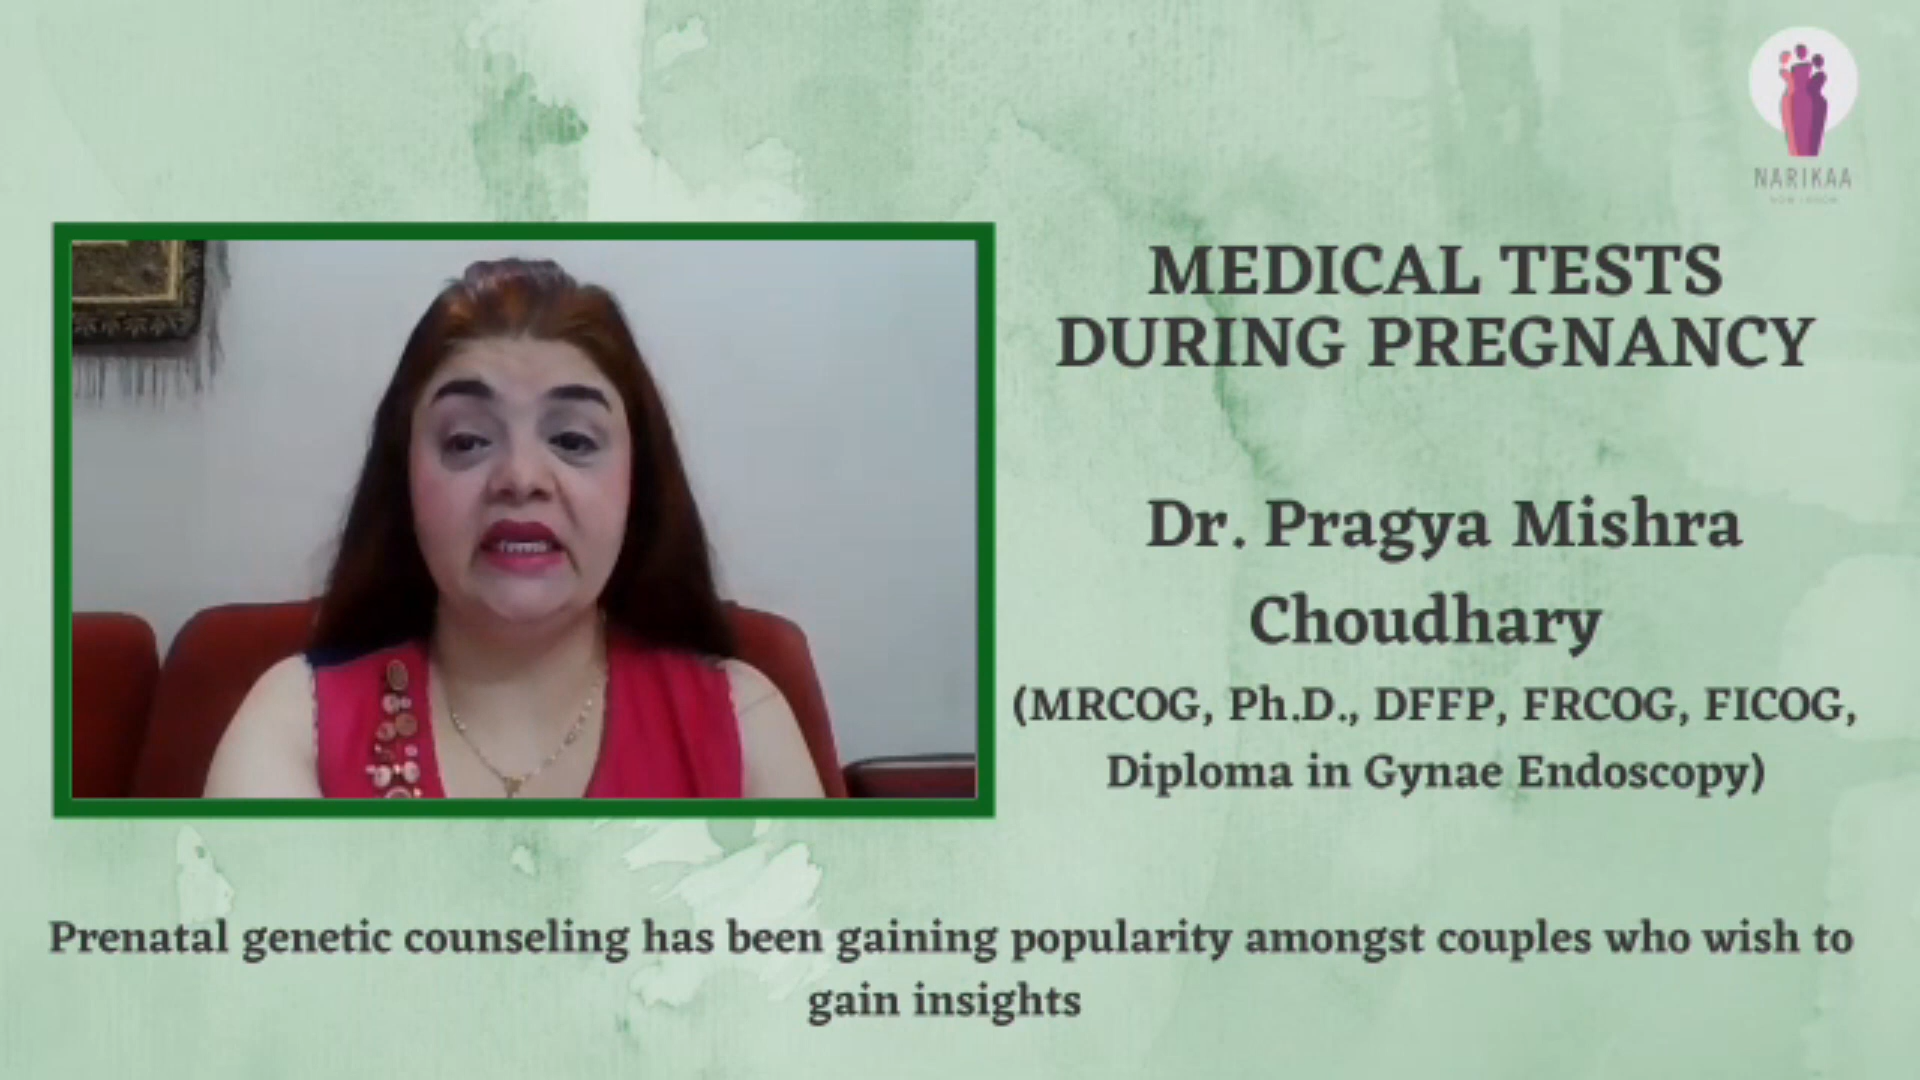 NARIKAA
MEDICAL TESTS
DURING PREGNANCY
Dr. Pragya Mishra
Choudhary
(MRCOG, Ph.D., DFFP, FRCOG, FICOG,
Diploma in Gynae Endoscopy)
Prenatal genetic counseling has been gaining popularity amongst couples who wish to
gain insights